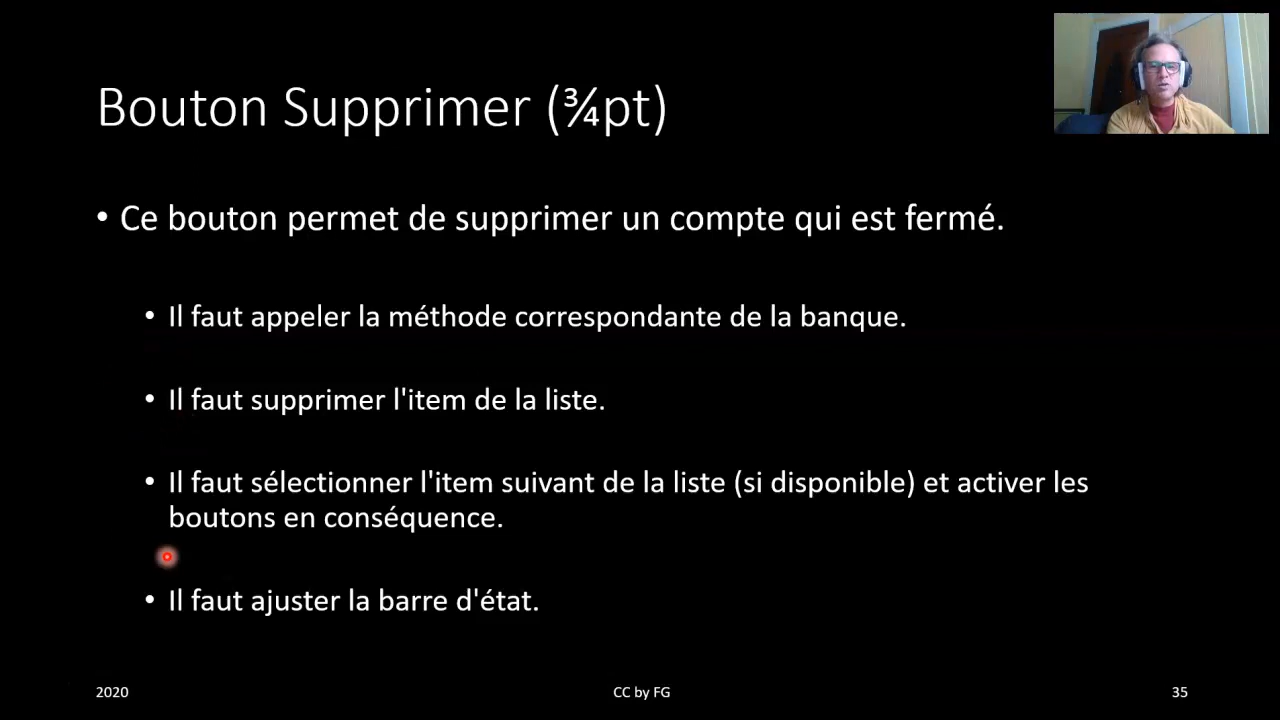 Bouton Supprimer (¾pt)
• Ce bouton permet de supprimer un compte qui est fermé.
• Il faut appeler la méthode correspondante de la banque.
• Il faut supprimer l'item de la liste.
• Il faut sélectionner l'item suivant de la liste (si disponible) et activer les
boutons en conséquence.
• Il faut ajuster la barre d'état.
2020
CC by FG
35